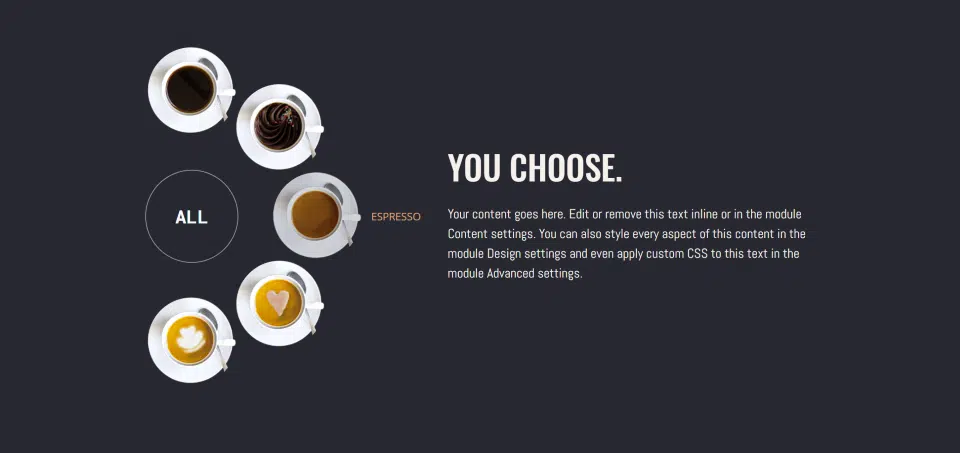 YOU CHOOSE.
ALL
ESPRESSO
Your content goes here. Edit or remove this text inline or in the module
Content settings. You can also style every aspect of this content in the
module Design settings and even apply custom CSS to this text in the
module Advanced settings.